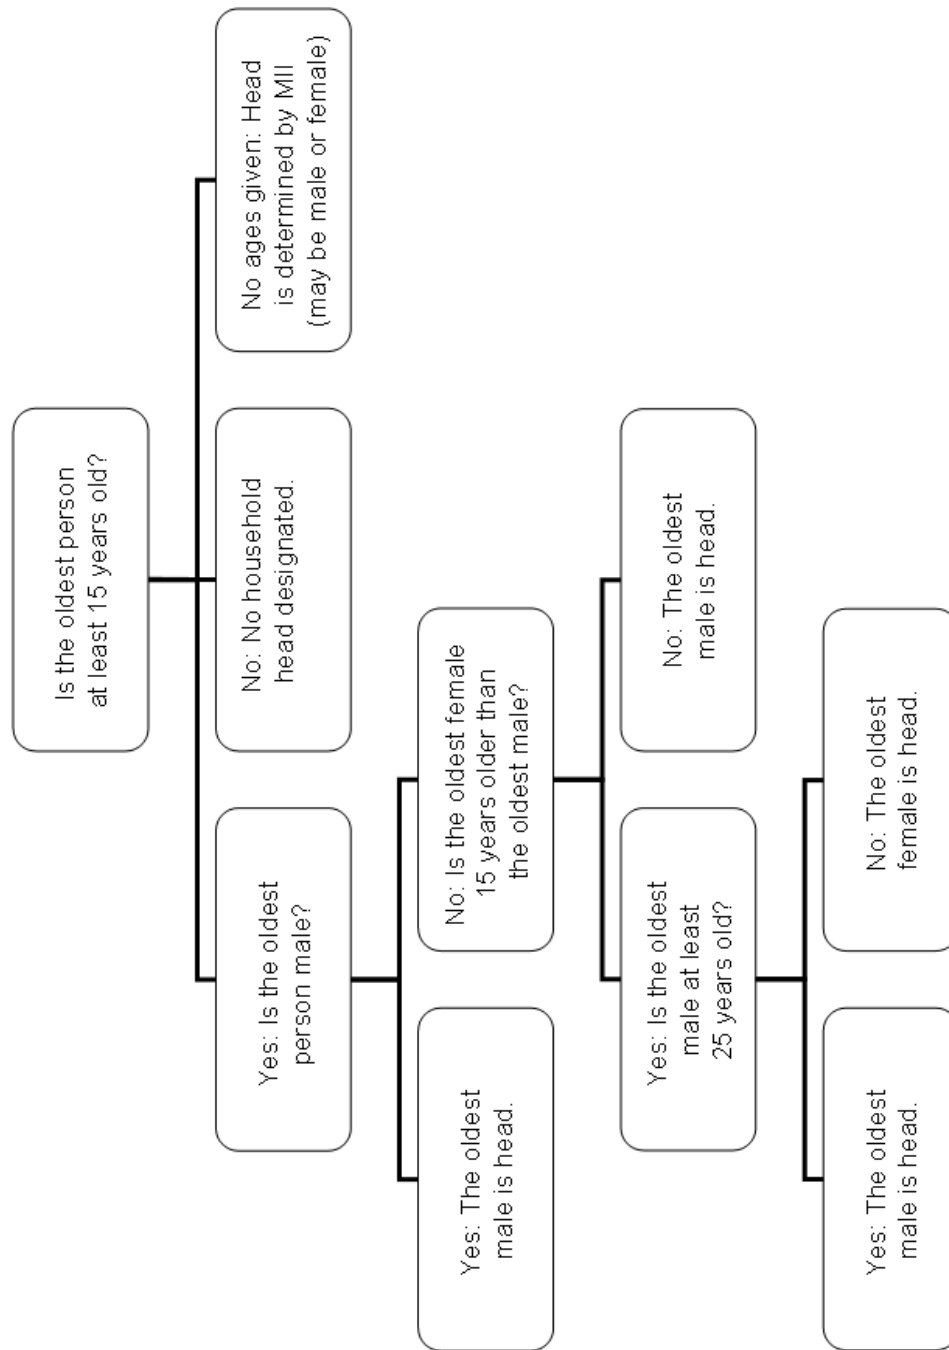 Is the oldest person
at least 15 years old?
Yes: Is the oldest
person male?
No: No household
head designated.
No ages given: Head
is determined by MII
(may be male or female)
Yes: The oldest
male is head.
No: Is the oldest female
15 years older than
the oldest male?
Yes: Is the oldest
male at least
25 years old?
No: The oldest
male is head.
Yes: The oldest
male is head.
No: The oldest
female is head.